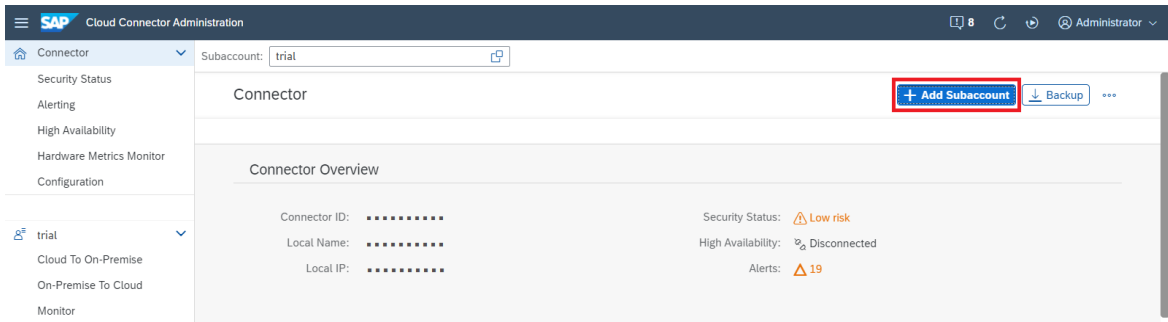 SAP Cloud Connector Administration 8 Administrator
Connector
Security Status
Alerting
High Availability
Hardware Metrics Monitor
Configuration
trial
Cloud To On-Premise
On-Premise To Cloud
Monitor
Subaccount: trial
Connector
+ Add Subaccount Backup
Connector Overview
Connector ID: ▪▪▪▪▪▪▪▪▪▪
Local Name: ▪▪▪▪▪▪▪▪▪▪
Local IP: ▪▪▪▪▪▪▪▪▪▪
Security Status: Low risk
High Availability: Disconnected
Alerts: 19